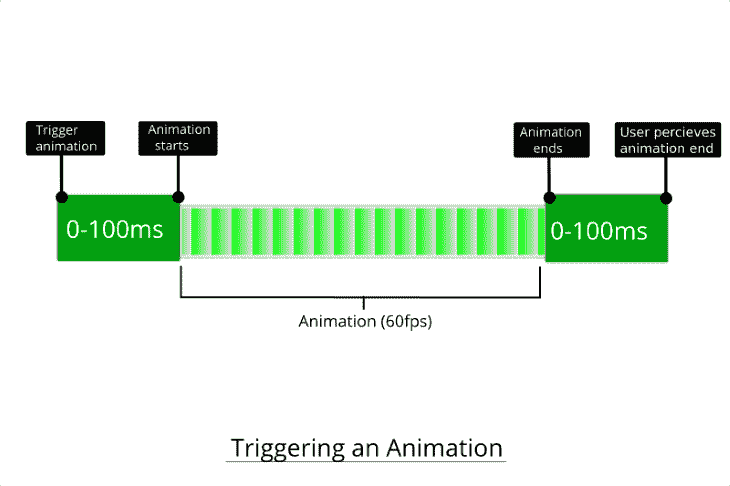 Trigger
animation
Animation
starts
Animation
ends
User percieves
animation end
0-100ms
0-100ms
Animation (60fps)
Triggering an Animation